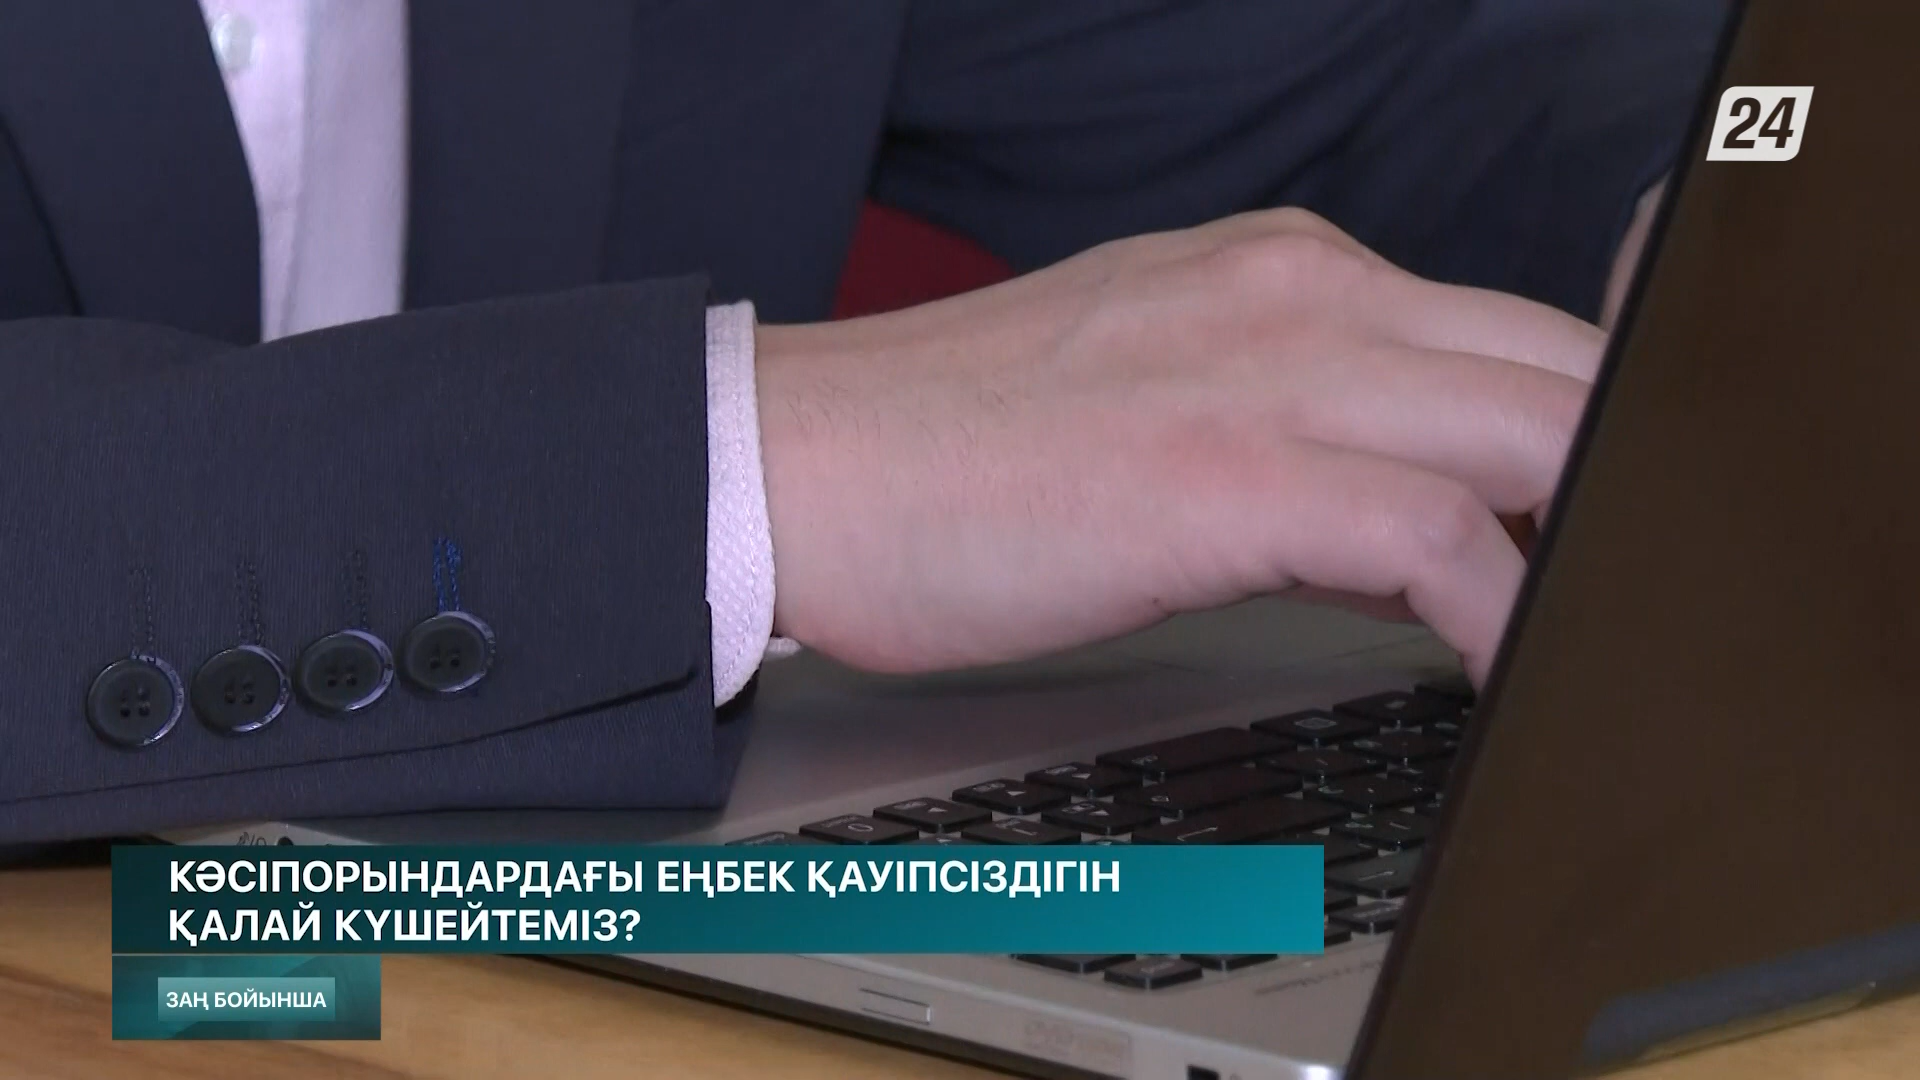 24
КӘСІПОРЫНДАРДАҒЫ ЕҢБЕК ҚАУІПСІЗДІГІН
ҚАЛАЙ КҮШЕЙТЕМІЗ?
ЗАҢ БОЙЫНША